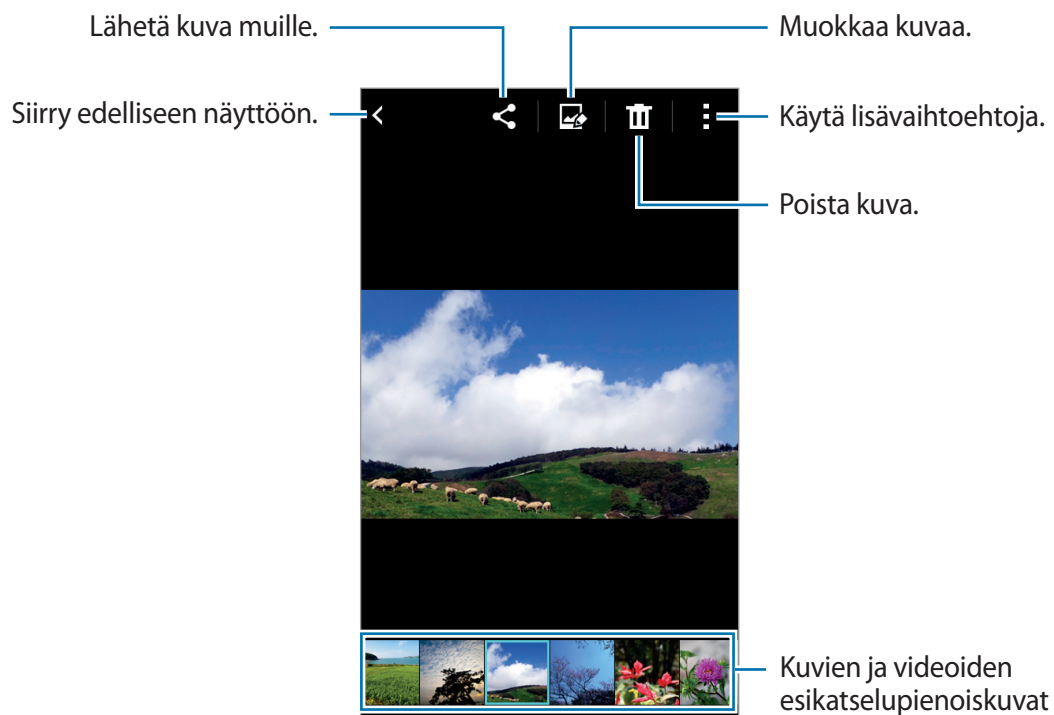 Lähetä kuva muille.
Muokkaa kuvaa.
Siirry edelliseen näyttöön.
Käytä lisävaihtoehtoja.
Poista kuva.
Kuvien ja videoiden
esikatselupienoiskuvat